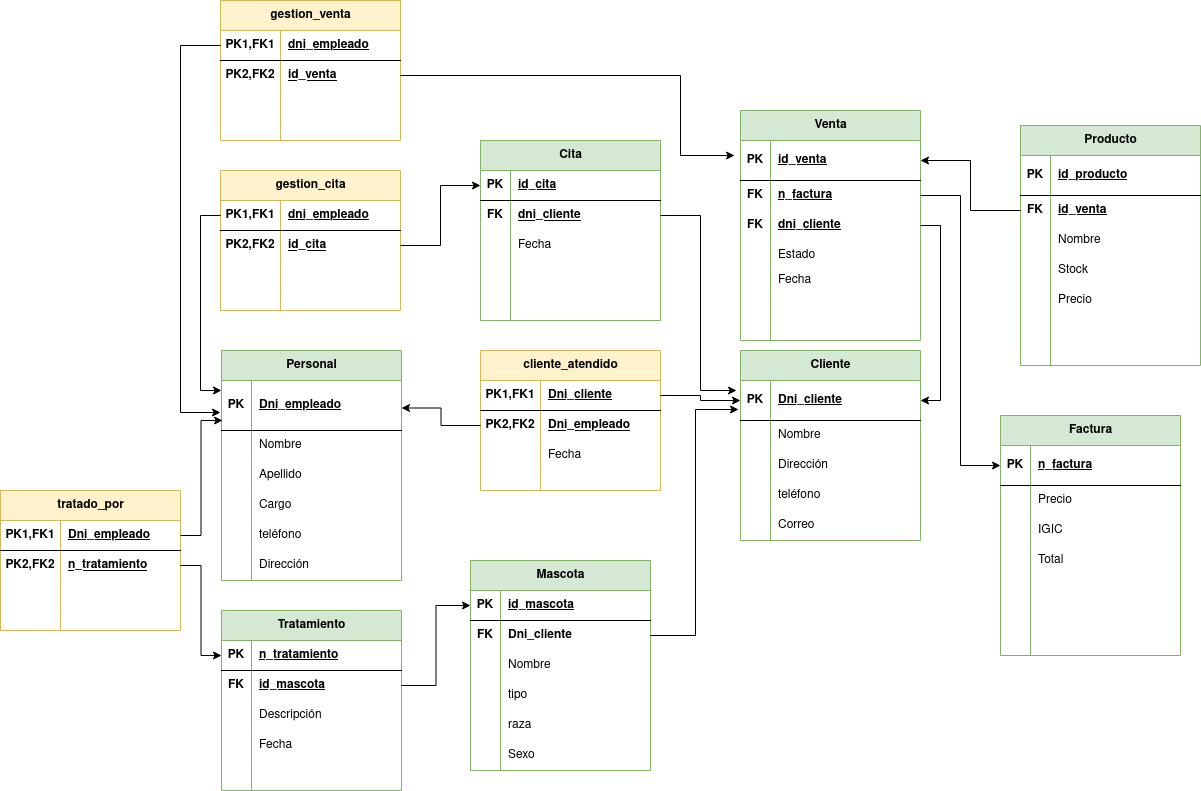 gestion_venta
PK1,FK1 dni_empleado
PK2,FK2 id_venta
gestion_cita
PK1,FK1 dni_empleado
PK2,FK2 id_cita
Cita
PK id_cita
FK dni_cliente
Fecha
Venta
PK id_venta
FK n_factura
FK dni_cliente
Estado
Fecha
Producto
PK id_producto
FK id_venta
Nombre
Stock
Precio
Personal
PK Dni_empleado
Nombre
Apellido
Cargo
teléfono
Dirección
cliente_atendido
PK1,FK1 Dni_cliente
PK2,FK2 Dni_empleado
Fecha
Cliente
PK Dni_cliente
Nombre
Dirección
teléfono
Correo
Factura
PK n_factura
Precio
IGIC
Total
tratado_por
PK1,FK1 Dni_empleado
PK2,FK2 n_tratamiento
Tratamiento
PK n_tratamiento
FK id_mascota
Descripción
Fecha
Mascota
PK id_mascota
FK Dni_cliente
Nombre
tipo
raza
Sexo